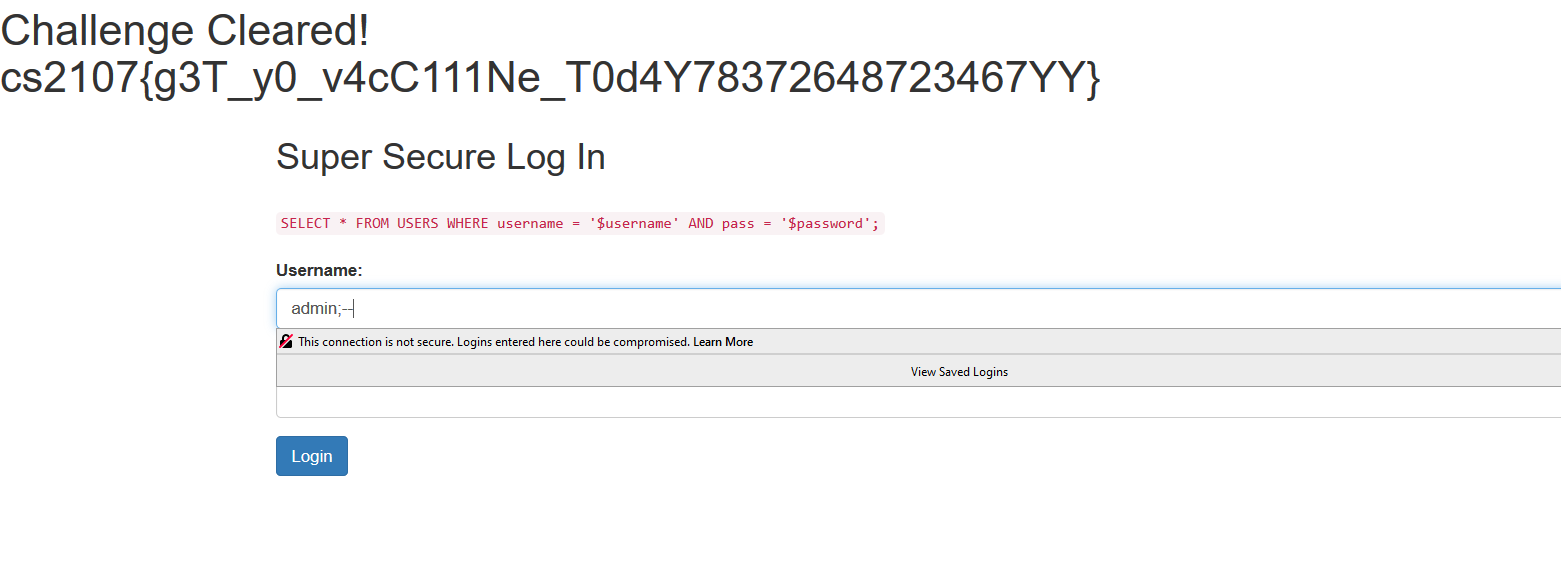 Challenge Cleared!
cs2107{g3T_y0_v4cC111Ne_T0d4Y78372648723467YY}
Super Secure Log In
SELECT * FROM USERS WHERE username = '$username' AND pass = '$password';
Username:
admin;--
This connection is not secure. Logins entered here could be compromised. Learn More
View Saved Logins
Login